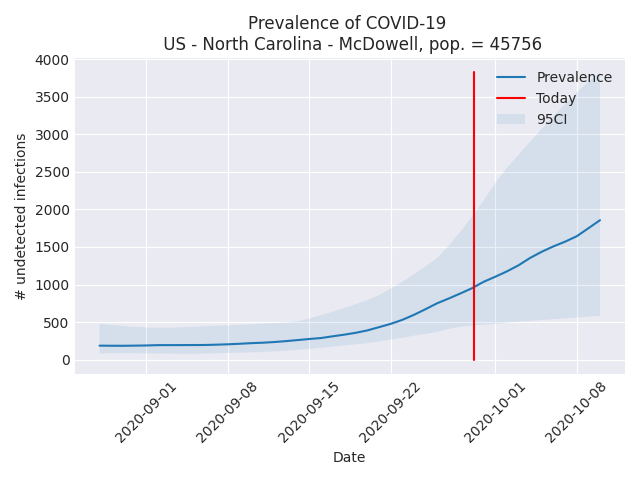 Prevalence of COVID-19
US - North Carolina - McDowell, pop. = 45756
4000
3500
3000
2500
2000
1500
1000
500
0
# undetected infections
Prevalence
Today
95CI
2020-09-01
2020-09-08
2020-09-15
2020-09-22
2020-10-01
2020-10-08
Date